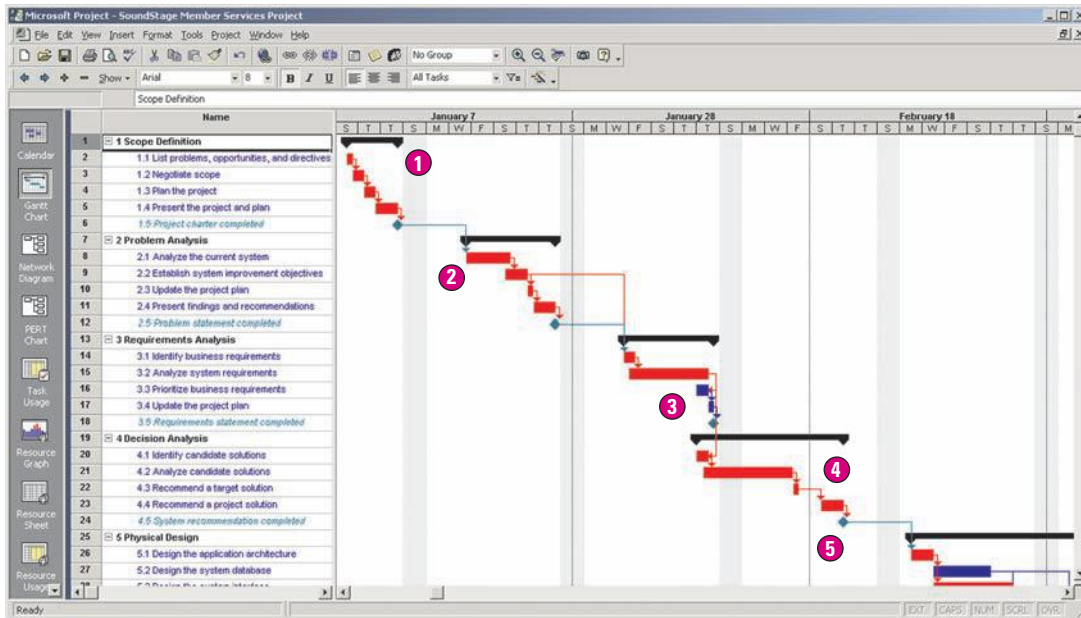 Microsoft Project - SoundStage Member Services Project
File Edit View Insert Format Tools Project Window Help
No Group
Show Arial 8 B I U All Tasks
Scope Definition
Name
January 7 January 28 February 18
S T T S M W F S T T S M W F S T T S M W F S T T S M W F S T T S M
Calendar
Gantt Chart
Network Diagram
PERT Chart
Task Usage
Resource Graph
Resource Sheet
Resource Usage
1 1 Scope Definition
2 1.1 List problems, opportunities, and directives
3 1.2 Negotiate scope
4 1.3 Plan the project
5 1.4 Present the project and plan
6 1.5 Project charter completed
7 2 Problem Analysis
8 2.1 Analyze the current system
9 2.2 Establish system improvement objectives
10 2.3 Update the project plan
11 2.4 Present findings and recommendations
12 2.5 Problem statement completed
13 3 Requirements Analysis
14 3.1 Identify business requirements
15 3.2 Analyze system requirements
16 3.3 Prioritize business requirements
17 3.4 Update the project plan
18 3.5 Requirements statement completed
19 4 Decision Analysis
20 4.1 Identify candidate solutions
21 4.2 Analyze candidate solutions
22 4.3 Recommend a target solution
23 4.4 Recommend a project solution
24 4.5 System recommendation completed
25 5 Physical Design
26 5.1 Design the application architecture
27 5.2 Design the system database
1
2
3
4
5
Ready
EXT CAPS NUM SCRL OVR